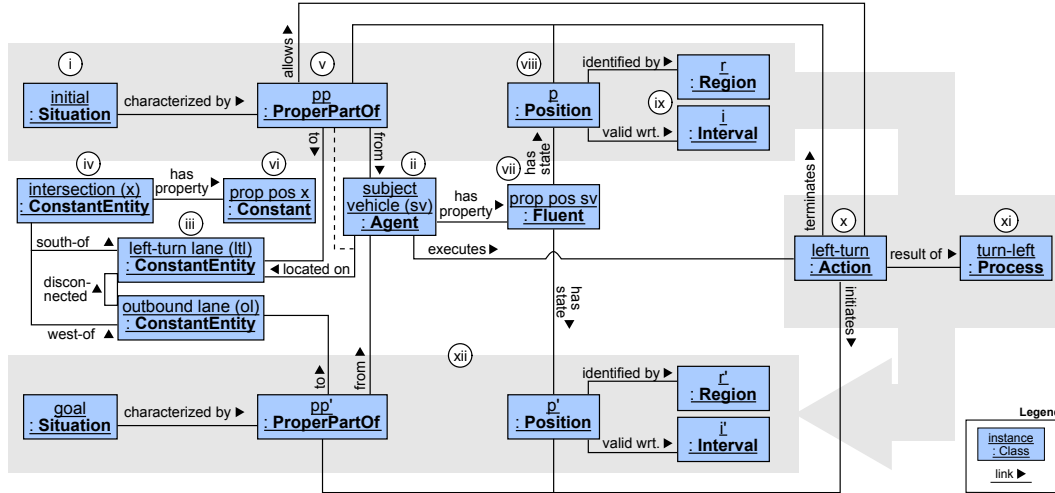 allows ▶
i
v
viii
initial
: Situation
characterized by ▶
pp
: ProperPartOf
p
: Position
identified by ▶
r
: Region
ix
valid wrt. ▶
i
: Interval
to ▶
from ▶
has
state ▶
iv
vi
ii
vii
intersection (x)
: ConstantEntity
has
property ▶
prop pos x
: Constant
subject
vehicle (sv)
: Agent
has
property ▶
prop pos sv
: Fluent
terminates ▶
iii
x
xi
south-of ▶
left-turn lane (ltl)
: ConstantEntity
◀ located on
executes ▶
left-turn
: Action
result of ▶
turn-left
: Process
discon-
nected ▶
outbound lane (ol)
: ConstantEntity
west-of ▶
has
state ▶
initiates ▶
xii
to ▶
from ▶
goal
: Situation
characterized by ▶
pp'
: ProperPartOf
p'
: Position
identified by ▶
r'
: Region
valid wrt. ▶
i'
: Interval
Legen
instance
: Class
link ▶